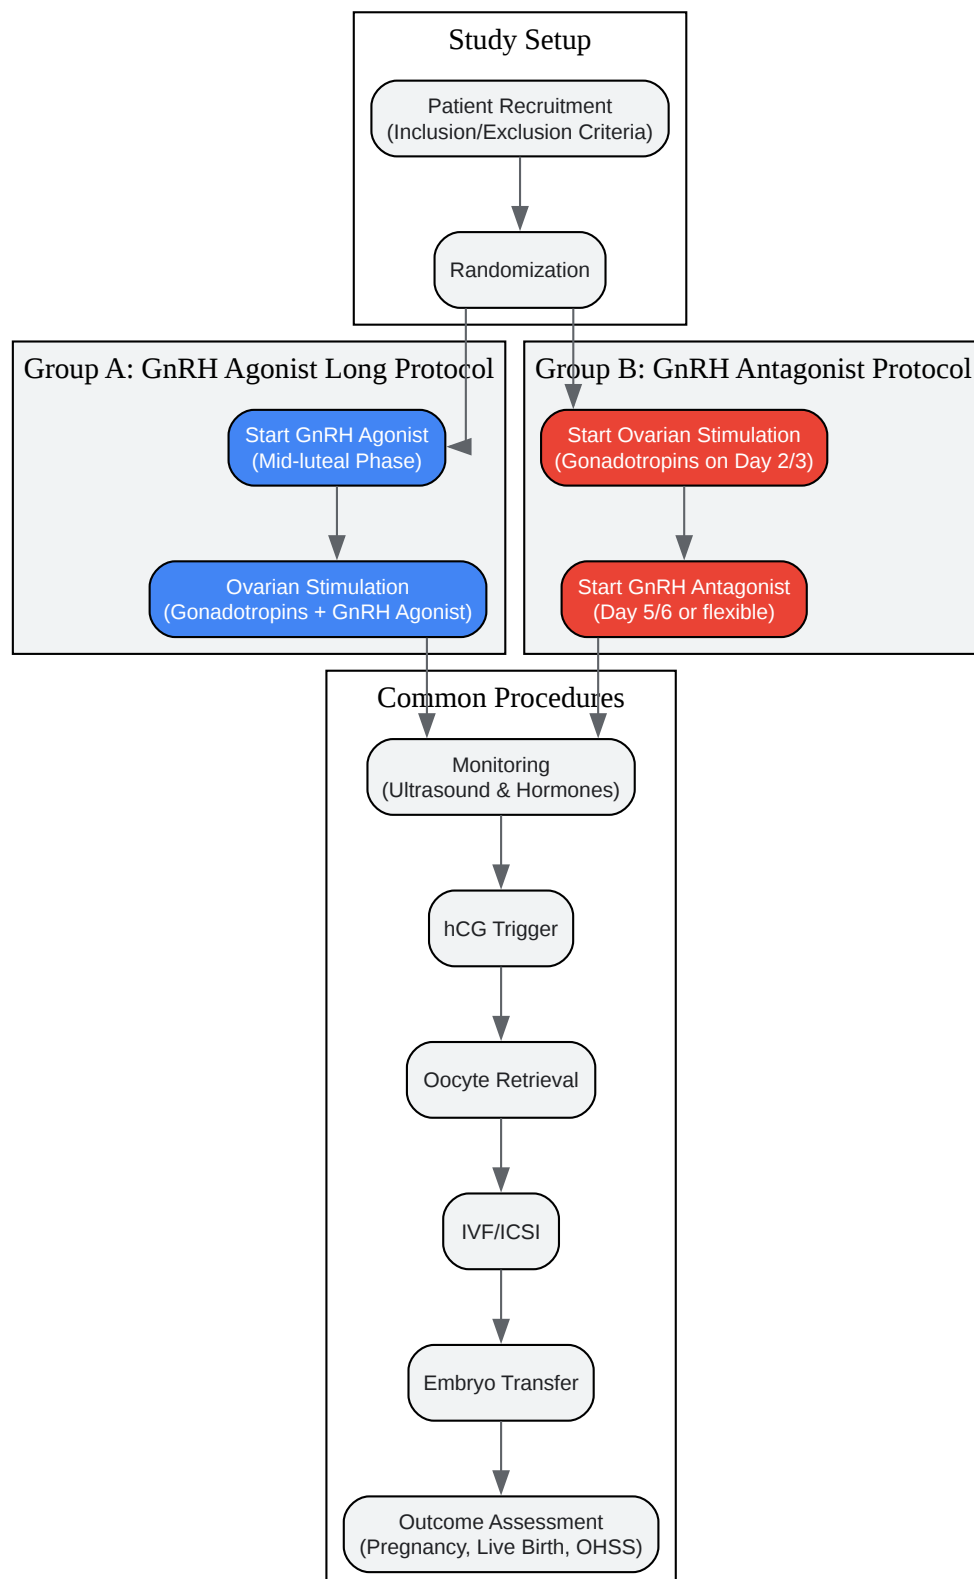 Study Setup
Patient Recruitment
(Inclusion/Exclusion Criteria)
Randomization
Group A: GnRH Agonist Long Protocol
Start GnRH Agonist
(Mid-luteal Phase)
Ovarian Stimulation
(Gonadotropins + GnRH Agonist)
Group B: GnRH Antagonist Protocol
Start Ovarian Stimulation
(Gonadotropins on Day 2/3)
Start GnRH Antagonist
(Day 5/6 or flexible)
Common Procedures
Monitoring
(Ultrasound & Hormones)
hCG Trigger
Oocyte Retrieval
IVF/ICSI
Embryo Transfer
Outcome Assessment
(Pregnancy, Live Birth, OHSS)